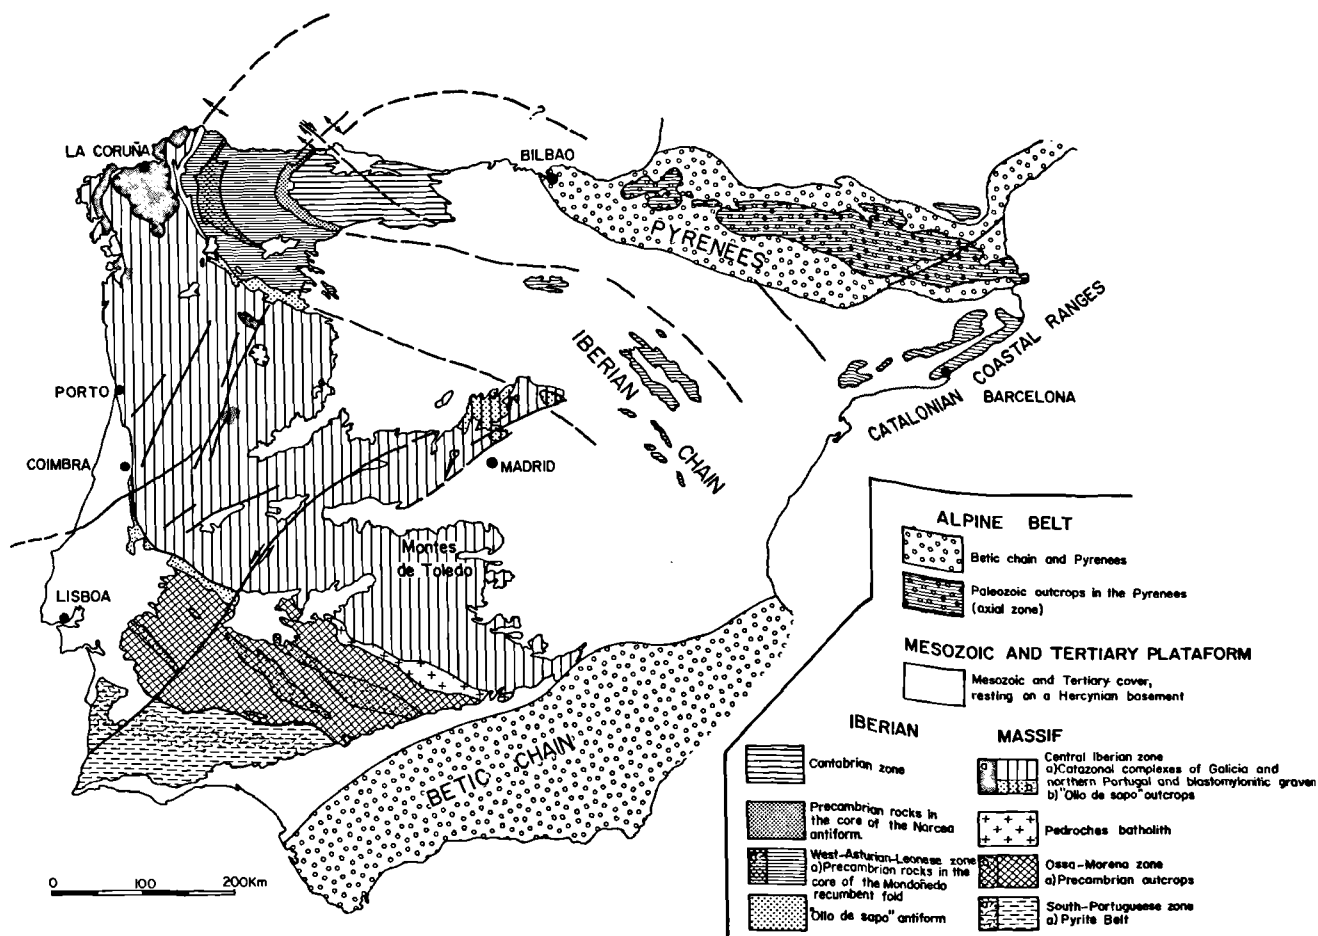 LA CORUÑA
BILBAO
?
PYRENEES
IBERIAN
CHAIN
CATALONIAN COASTAL RANGES
BARCELONA
PORTO
COIMBRA
MADRID
Montes
de Toledo
LISBOA
BETIC CHAIN
0 100 200Km
ALPINE BELT
Betic chain and Pyrenees
Paleozoic outcrops in the Pyrenees
(axial zone)
MESOZOIC AND TERTIARY PLATAFORM
Mesozoic and Tertiary cover,
resting on a Hercynian basement
IBERIAN MASSIF
Cantabrian zone
Precambrian rocks in
the core of the Narcea
antiform.
a
West-Asturian-Leonese zone
a)Precambrian rocks in the
core of the Mondoñedo
recumbent fold
"Ollo de sapo" antiform
a
b
Central Iberian zone
a)Catazonal complexes of Galicia and
northern Portugal and blastomylonitic graven
b)"Ollo de sapo" outcrops
Pedroches batholith
a
Ossa-Morena zone
a)Precambrian outcrops
a
South-Portuguese zone
a) Pyrite Belt